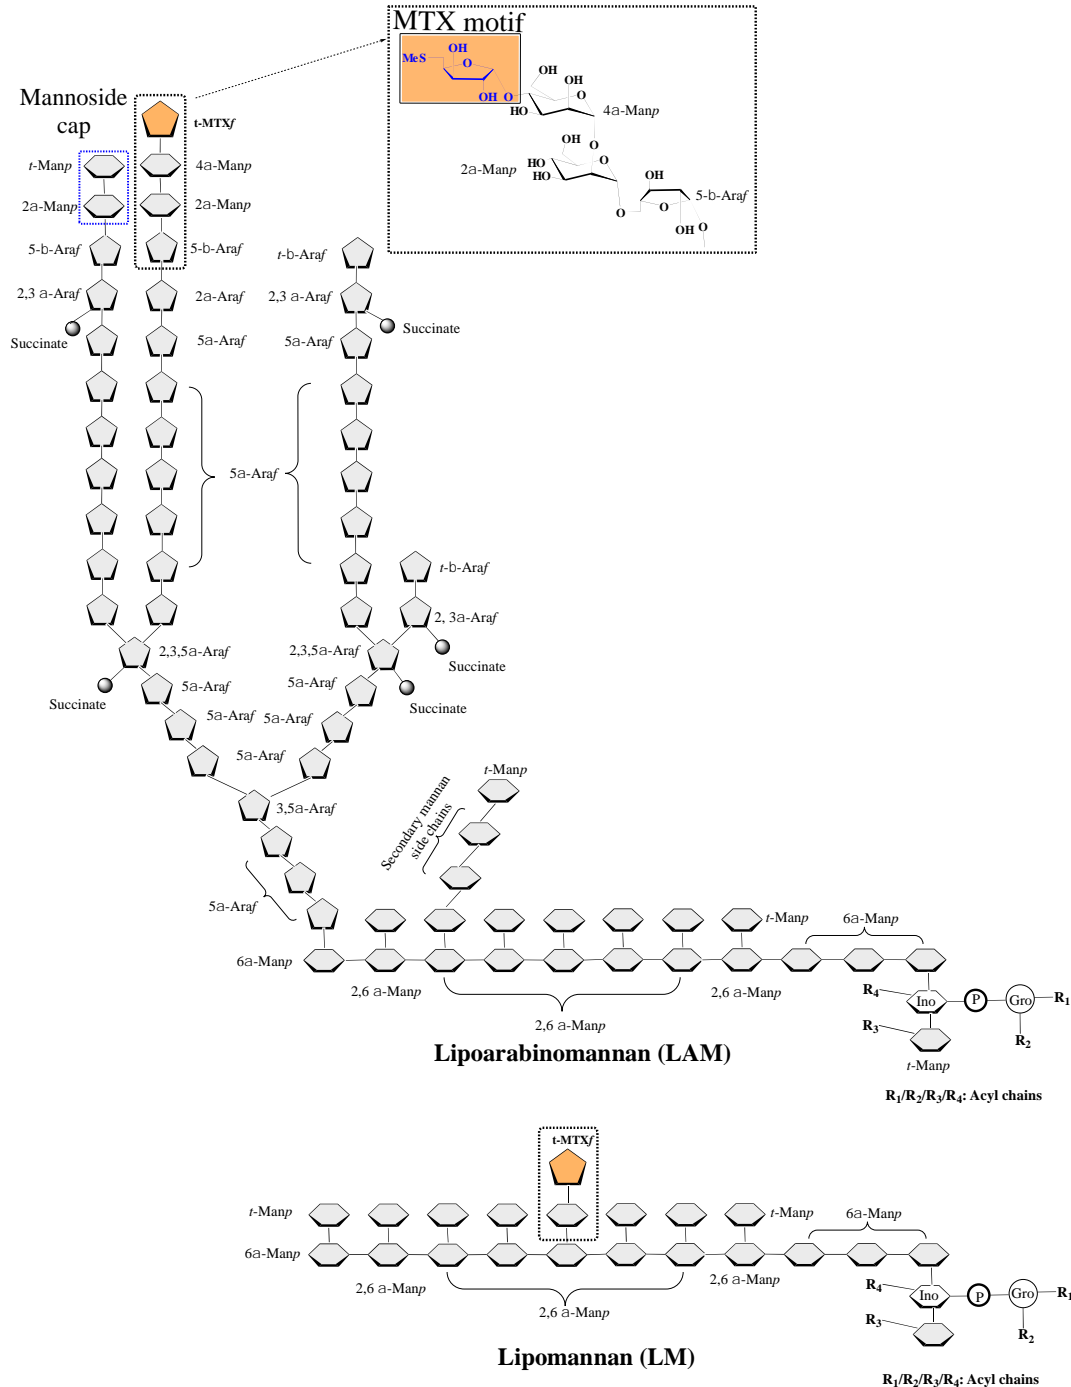 MTX motif
MeS
OH
O
OH
O
OH
OH
O
HO
4a-Manp
Mannoside
cap
t-MTXf
t-Manp
4a-Manp
2a-Manp
2a-Manp
5-b-Araf
5-b-Araf
OH
O
HO
HO
O
2a-Manp
OH
O
O
OH
O
5-b-Araf
t-b-Araf
2,3 a-Araf
2a-Araf
2,3 a-Araf
Succinate
Succinate
5a-Araf
5a-Araf
5a-Araf
t-b-Araf
2, 3a-Araf
2,3,5a-Araf
2,3,5a-Araf
Succinate
5a-Araf
5a-Araf
Succinate
Succinate
5a-Araf
5a-Araf
5a-Araf
3,5a-Araf
t-Manp
Secondary mannan
side chains
5a-Araf
t-Manp
6a-Manp
6a-Manp
2,6 a-Manp
2,6 a-Manp
2,6 a-Manp
R4
Ino
P
Gro
R1
R3
R2
t-Manp
Lipoarabinomannan (LAM)
R1/R2/R3/R4: Acyl chains
t-MTXf
t-Manp
t-Manp
6a-Manp
6a-Manp
2,6 a-Manp
2,6 a-Manp
2,6 a-Manp
R4
Ino
P
Gro
R1
R3
R2
Lipomannan (LM)
R1/R2/R3/R4: Acyl chains